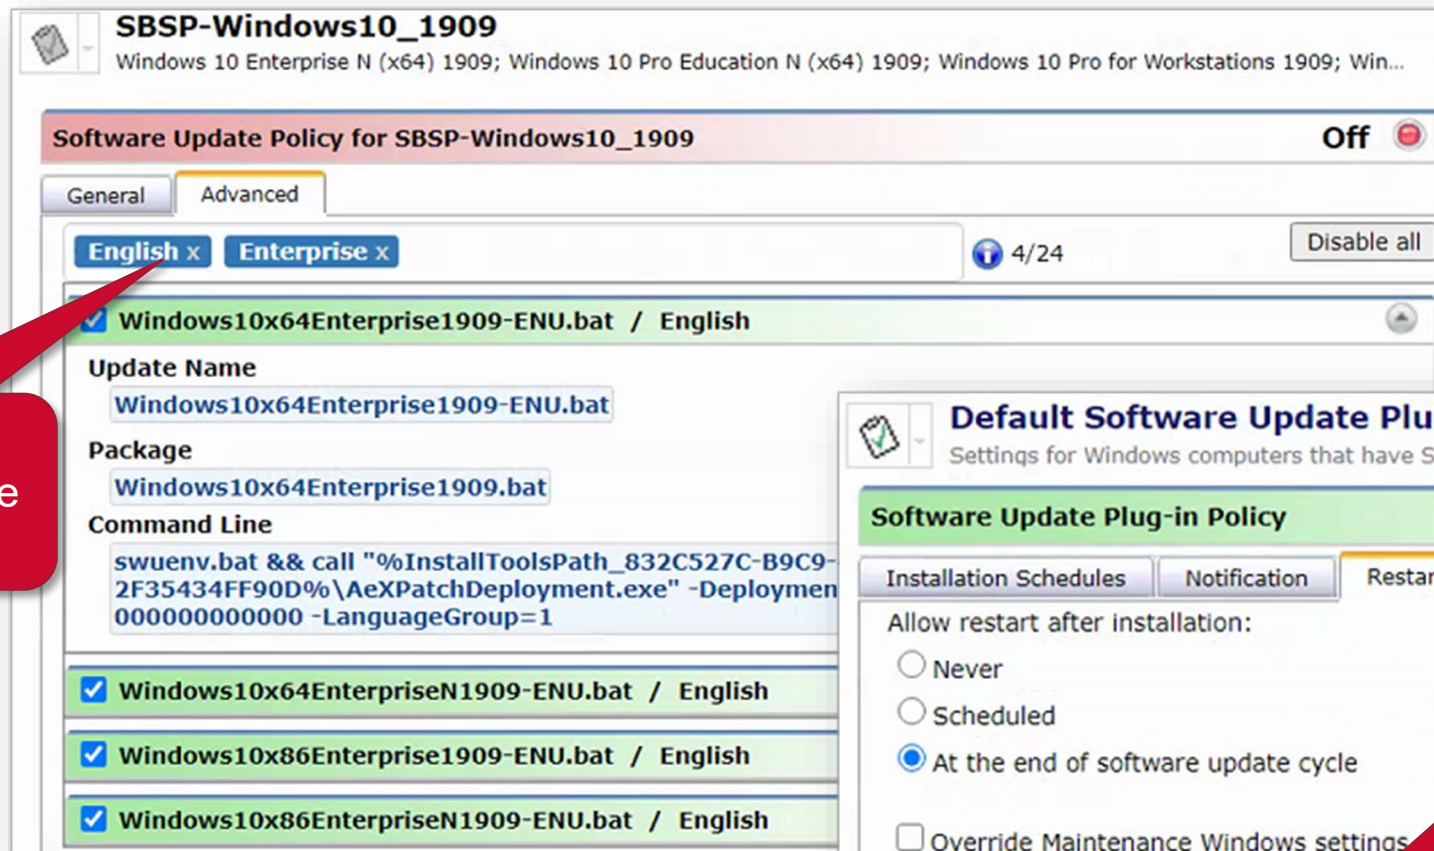 SBSP-Windows10_1909
Windows 10 Enterprise N (x64) 1909; Windows 10 Pro Education N (x64) 1909; Windows 10 Pro for Workstations 1909; Win...
Software Update Policy for SBSP-Windows10_1909
Off
General
Advanced
English x
Enterprise x
4/24
Disable all
Windows10x64Enterprise1909-ENU.bat / English
Update Name
Windows10x64Enterprise1909-ENU.bat
Package
Windows10x64Enterprise1909.bat
Command Line
swuenv.bat && call "%InstallToolsPath_832C527C-B9C9-
2F35434FF90D%\AeXPatchDeployment.exe" -Deploymen
000000000000 -LanguageGroup=1
Windows10x64EnterpriseN1909-ENU.bat / English
Windows10x86Enterprise1909-ENU.bat / English
Windows10x86EnterpriseN1909-ENU.bat / English
e
Default Software Update Plu
Settings for Windows computers that have S
Software Update Plug-in Policy
Installation Schedules
Notification
Restar
Allow restart after installation:
Never
Scheduled
At the end of software update cycle
Override Maintenance Windows settings